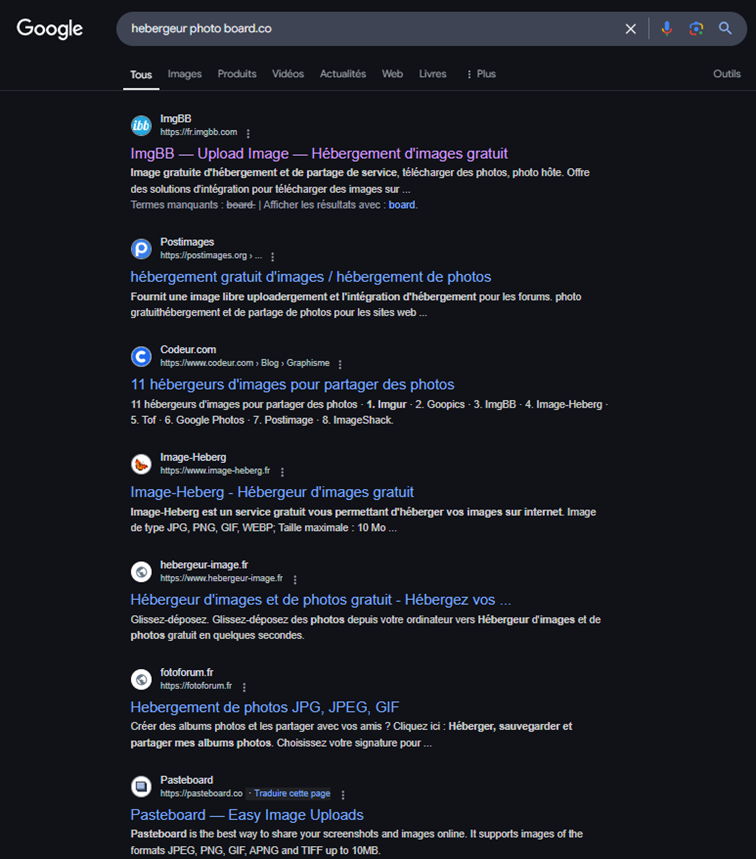 Google
hebergeur photo board.co
Tous Images Produits Vidéos Actualités Web Livres Plus Outils
ImgBB
https://fr.imgbb.com
ImgBB — Upload Image — Hébergement d'images gratuit
Image gratuite d'hébergement et de partage de service, télécharger des photos, photo hôte. Offre
des solutions d'intégration pour télécharger des images sur ...
Termes manquants : board- | Afficher les résultats avec : board.
Postimages
https://postimages.org › ...
hébergement gratuit d'images / hébergement de photos
Fournit une image libre uploadergement et l'intégration d'hébergement pour les forums. photo
gratuithébergement et de partage de photos pour les sites web ...
Codeur.com
https://www.codeur.com › Blog › Graphisme
11 hébergeurs d'images pour partager des photos
11 hébergeurs d'images pour partager des photos · 1. Imgur · 2. Goopics · 3. ImgBB · 4. Image-Heberg ·
5. Tof · 6. Google Photos · 7. Postimage · 8. ImageShack.
Image-Heberg
https://www.image-heberg.fr
Image-Heberg - Hébergeur d'images gratuit
Image-Heberg est un service gratuit vous permettant d'héberger vos images sur internet. Image
de type JPG, PNG, GIF, WEBP; Taille maximale : 10 Mo ...
hebergeur-image.fr
https://www.hebergeur-image.fr
Hébergeur d'images et de photos gratuit - Hébergez vos ...
Glissez-déposez. Glissez-déposez des photos depuis votre ordinateur vers Hébergeur d'images et de
photos gratuit en quelques secondes.
fotoforum.fr
https://fotoforum.fr
Hebergement de photos JPG, JPEG, GIF
Créer des albums photos et les partager avec vos amis ? Cliquez ici : Héberger, sauvegarder et
partager mes albums photos. Choisissez votre signature pour ...
Pasteboard
https://pasteboard.co · Traduire cette page
Pasteboard — Easy Image Uploads
Pasteboard is the best way to share your screenshots and images online. It supports images of the
formats JPEG, PNG, GIF, APNG and TIFF up to 10MB.